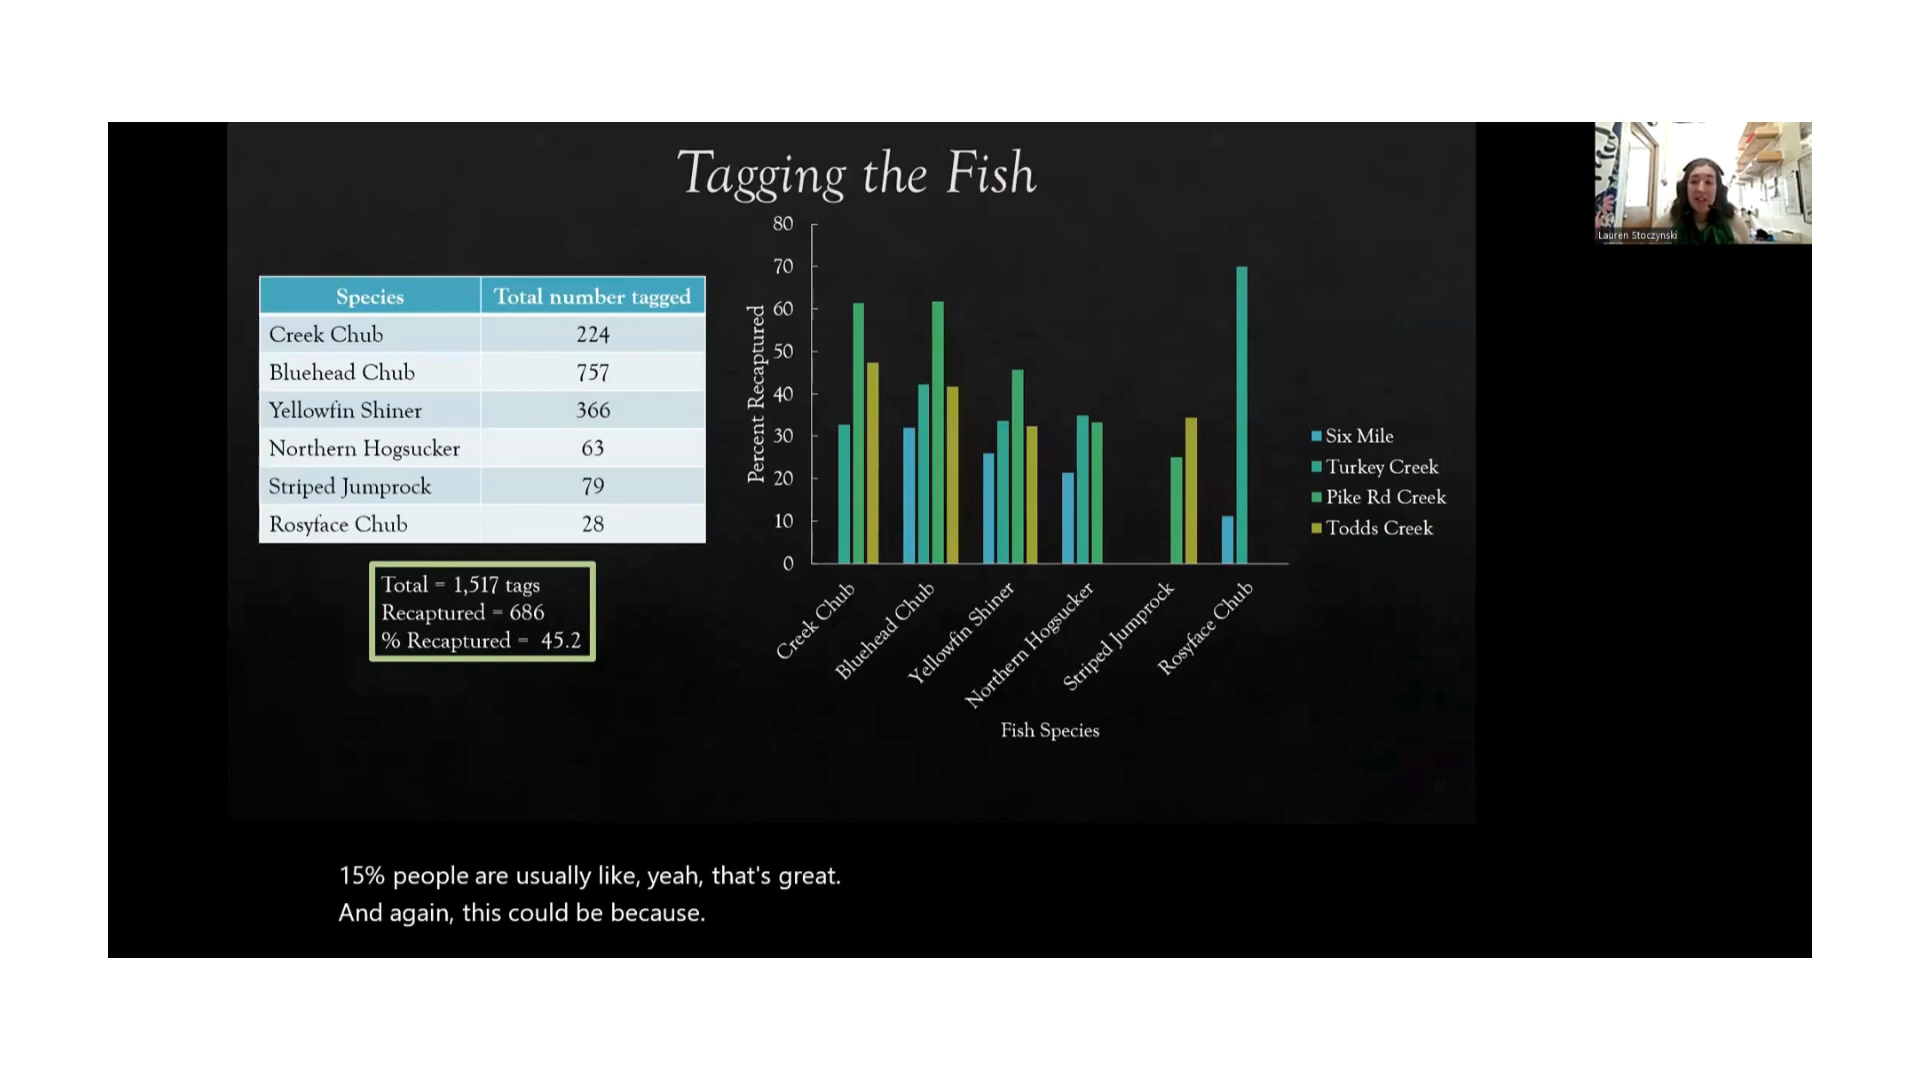 Tagging the Fish
Species Total number tagged
Creek Chub 224
Bluehead Chub 757
Yellowfin Shiner 366
Northern Hogsucker 63
Striped Jumprock 79
Rosyface Chub 28
Total = 1,517 tags
Recaptured = 686
% Recaptured = 45.2
Percent Recaptured
80
70
60
50
40
30
20
10
0
Creek Chub
Bluehead Chub
Yellowfin Shiner
Northern Hogsucker
Striped Jumprock
Rosyface Chub
Fish Species
Six Mile
Turkey Creek
Pike Rd Creek
Todds Creek
Lauren Stoczynski
15% people are usually like, yeah, that's great.
And again, this could be because.